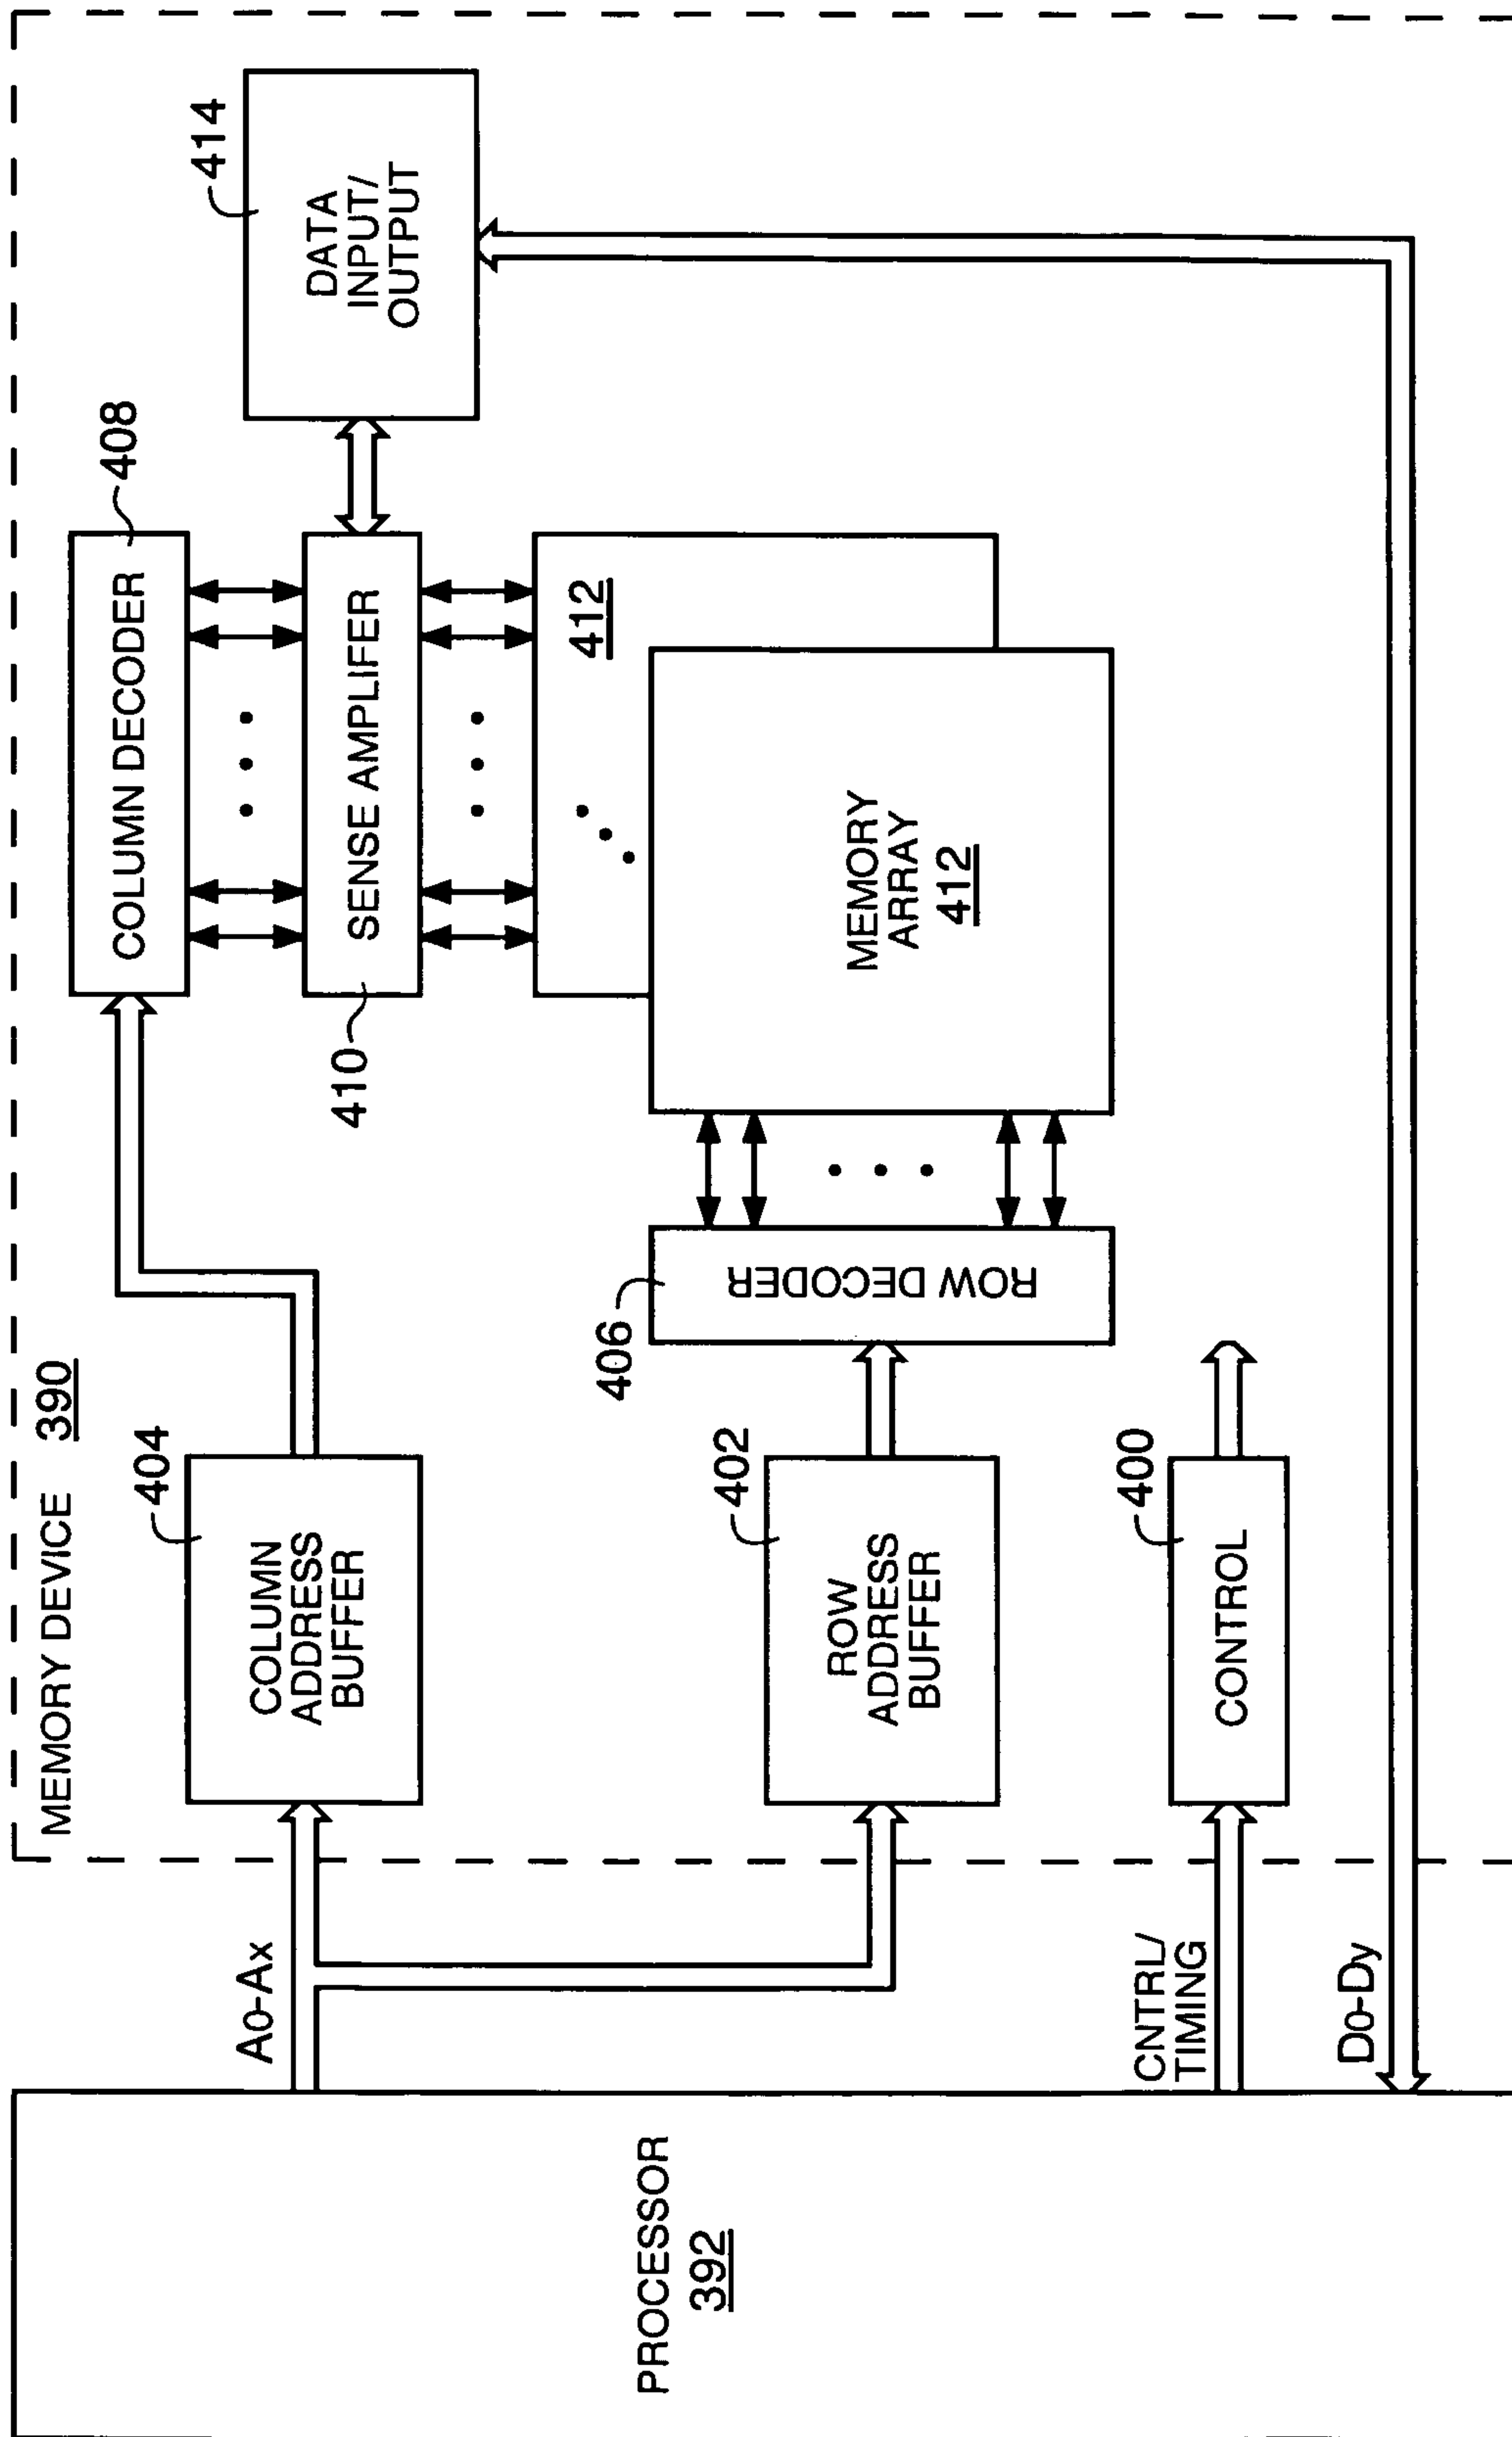 MEMORY DEVICE 390
PROCESSOR
392
A0-Ax
CNTRL/
TIMING
D0-Dy
404
COLUMN
ADDRESS
BUFFER
402
ROW
ADDRESS
BUFFER
400
CONTROL
406
ROW DECODER
408
COLUMN DECODER
410
SENSE AMPLIFER
412
MEMORY
ARRAY
412
414
DATA
INPUT/
OUTPUT